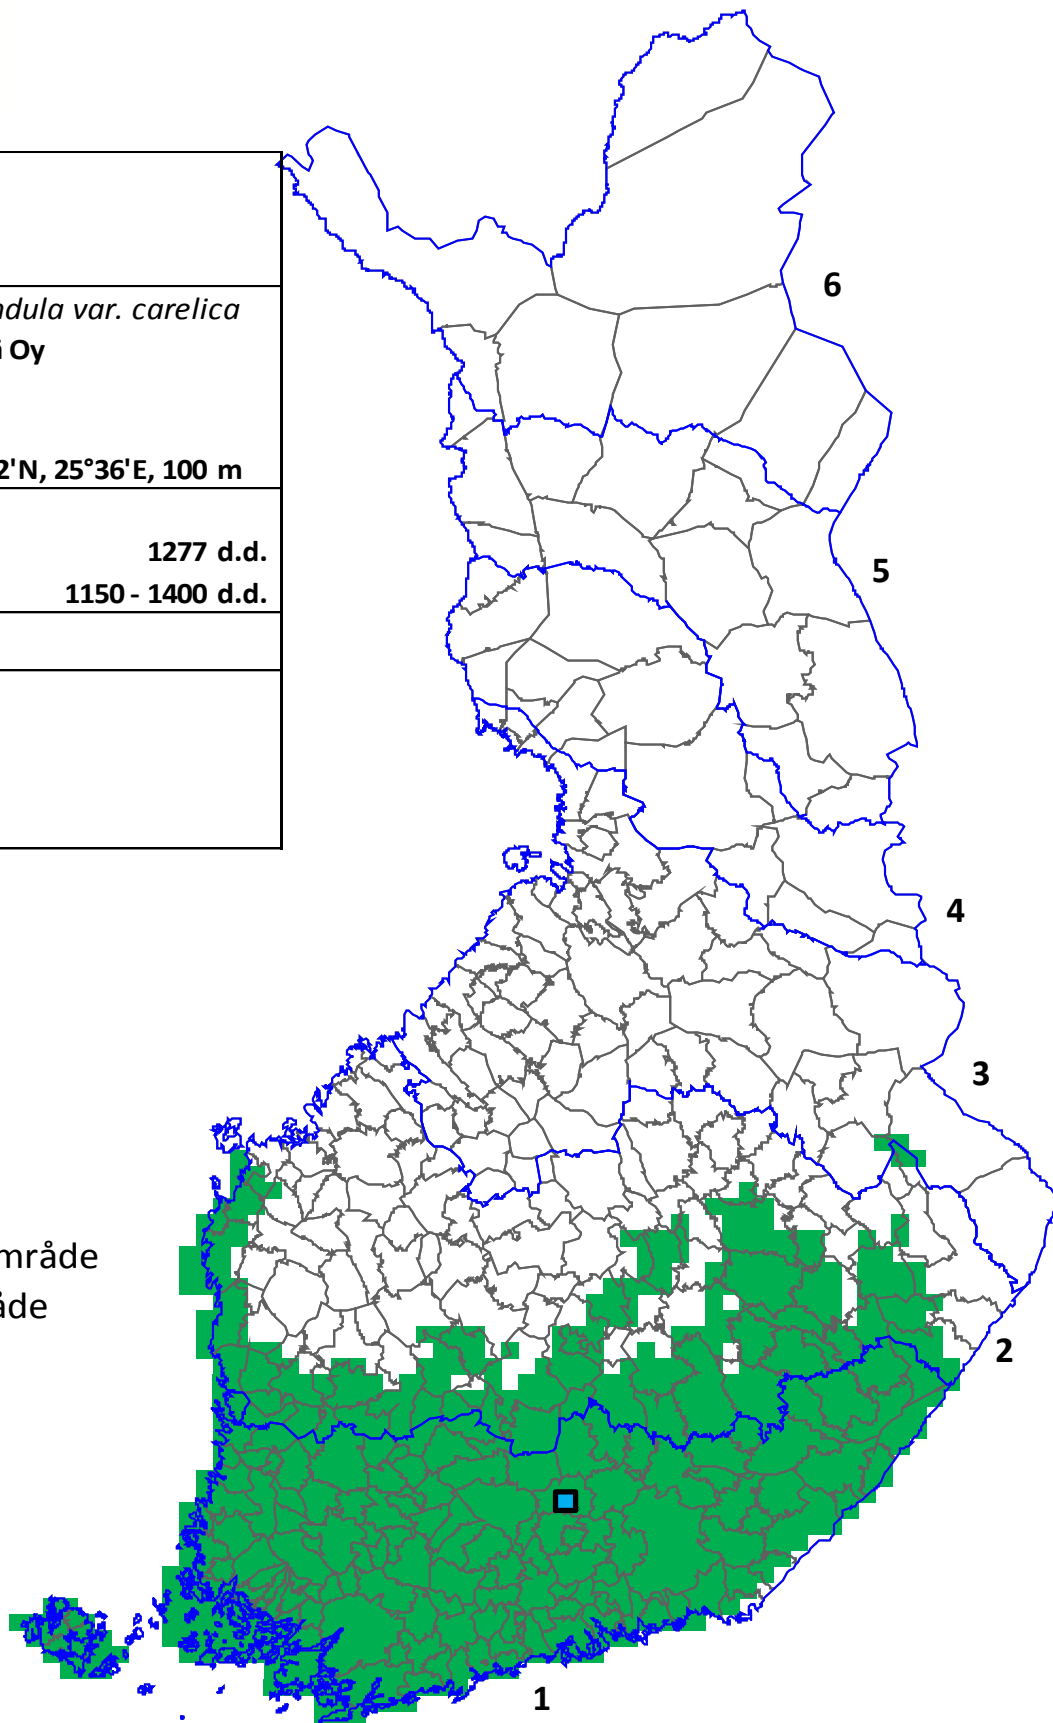 ndula var. carelica
Oy
2'N, 25°36'E, 100 m
1277 d.d.
1150 - 1400 d.d.
mråde
åde
6
5
4
3
2
1